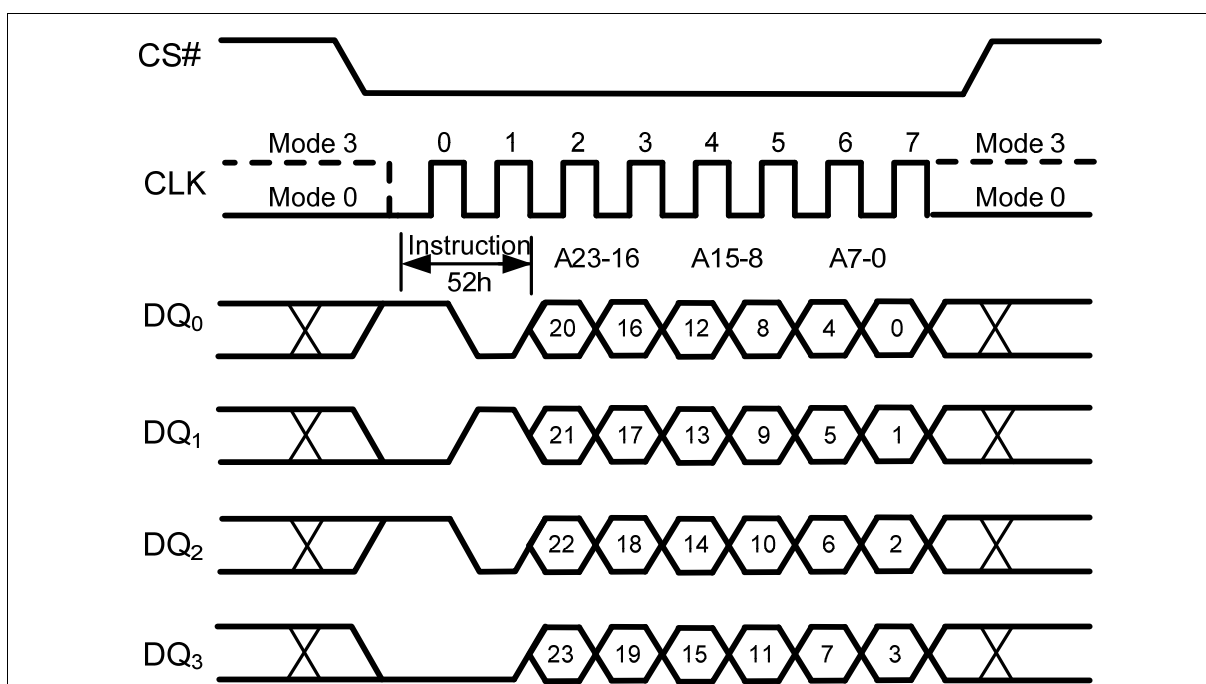 CS#
0 1 2 3 4 5 6 7
Mode 3 Mode 3
CLK
Mode 0 Mode 0
Instruction A23-16 A15-8 A7-0
52h
DQ0 20 16 12 8 4 0
DQ1 21 17 13 9 5 1
DQ2 22 18 14 10 6 2
DQ3 23 19 15 11 7 3